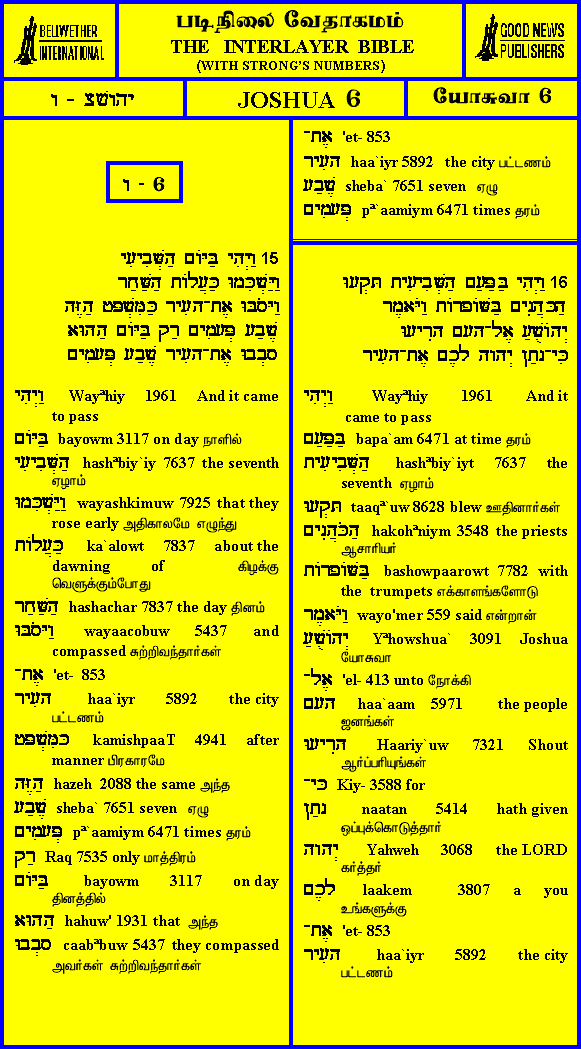 BELLWETHER
INTERNATIONAL
படிநிலை வேதாகமம்
THE INTERLAYER BIBLE
(WITH STRONG'S NUMBERS)
GOOD NEWS
PUBLISHERS
ו - יהושצ
JOSHUA 6
யோசுவா 6
ו - 6
15 וַיְהִי בַּיּוֹם הַשְּׁבִיעִי
וַיַּשְׁכִּמוּ כַּעֲלוֹת הַשַּׁחַר
וַיָּסֹבּוּ אֶת־הָעִיר כַּמִּשְׁפָּט הַזֶּה
שֶׁבַע פְּעָמִים רַק בַּיּוֹם הַהוּא
סָבְבוּ אֶת־הָעִיר שֶׁבַע פְּעָמִים
וַיְהִי Wayªhiy 1961 And it came
to pass
בַּיּוֹם bayowm 3117 on day நாளில்
הַשְּׁבִיעִי hashªbiy`iy 7637 the seventh
ஏழாம்
וַיַּשְׁכִּמוּ wayashkimuw 7925 that they
rose early அதிகாலமே எழுந்து
כַּעֲלוֹת ka`alowt 7837 about the
dawning of கிழக்கு
வெளுக்கும்போது
הַשַּׁחַר hashachar 7837 the day தினம்
וַיָּסֹבּוּ wayaacobuw 5437 and
compassed சுற்றிவந்தார்கள்
אֶת־ 'et- 853
הָעִיר haa`iyr 5892 the city
பட்டணம்
כַּמִּשְׁפָּט kamishpaaT 4941 after
manner பிரகாரமே
הַזֶּה hazeh 2088 the same அந்த
שֶׁבַע sheba` 7651 seven ஏழு
פְּעָמִים pª`aamiym 6471 times தரம்
רַק Raq 7535 only மாத்திரம்
בַּיּוֹם bayowm 3117 on day
தினத்தில்
הַהוּא hahuw' 1931 that அந்த
סָבְבוּ caabªbuw 5437 they compassed
அவர்கள் சுற்றிவந்தார்கள்
אֶת־ 'et- 853
הָעִיר haa`iyr 5892 the city பட்டணம்
שֶׁבַע sheba` 7651 seven ஏழு
פְּעָמִים pª`aamiym 6471 times தரம்
16 וַיְהִי בַּפַּעַם הַשְּׁבִיעִית תָּקְעוּ
הַכֹּהֲנִים בַּשּׁוֹפָרוֹת וַיֹּאמֶר
יְהוֹשֻׁעַ אֶל־הָעָם הָרִיעוּ
כִּי־נָתַן יְהוָה לָכֶם אֶת־הָעִיר
וַיְהִי Wayªhiy 1961 And it
came to pass
בַּפַּעַם bapa`am 6471 at time தரம்
הַשְּׁבִיעִית hashªbiy`iyt 7637 the
seventh ஏழாம்
תָּקְעוּ taaqª`uw 8628 blew ஊதினார்கள்
הַכֹּהֲנִים hakohªniym 3548 the priests
ஆசாரியர்
בַּשּׁוֹפָרוֹת bashowpaarowt 7782 with
the trumpets எக்காளங்களோடு
וַיֹּאמֶר wayo'mer 559 said என்றான்
יְהוֹשֻׁעַ Yªhowshua` 3091 Joshua
யோசுவா
אֶל־ 'el- 413 unto நோக்கி
הָעָם haa`aam 5971 the people
ஜனங்கள்
הָרִיעוּ Haariy`uw 7321 Shout
ஆர்ப்பரியுங்கள்
כִּי־ Kiy- 3588 for
נָתַן naatan 5414 hath given
ஒப்புக்கொடுத்தார்
יְהוָה Yahweh 3068 the LORD
கர்த்தர்
לָכֶם laakem 3807 a you
உங்களுக்கு
אֶת־ 'et- 853
הָעִיר haa`iyr 5892 the city
பட்டணம்